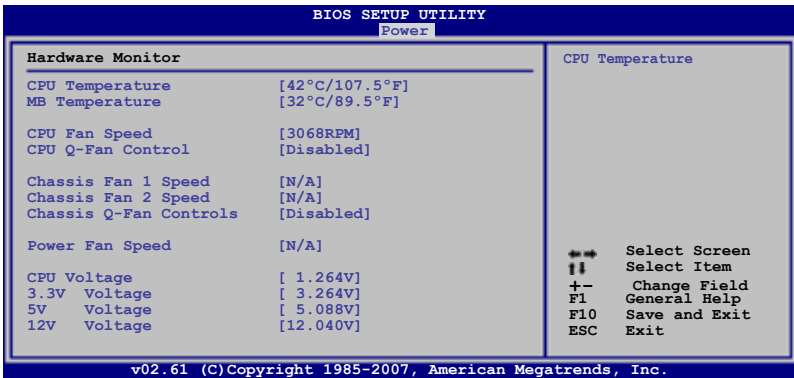 BIOS SETUP UTILITY
Power
Hardware Monitor
CPU Temperature [42°C/107.5°F]
MB Temperature [32°C/89.5°F]
CPU Fan Speed [3068RPM]
CPU Q-Fan Control [Disabled]
Chassis Fan 1 Speed [N/A]
Chassis Fan 2 Speed [N/A]
Chassis Q-Fan Controls [Disabled]
Power Fan Speed [N/A]
CPU Voltage [ 1.264V]
3.3V Voltage [ 3.264V]
5V Voltage [ 5.088V]
12V Voltage [12.040V]
CPU Temperature
←→ Select Screen
↑↓ Select Item
+- Change Field
F1 General Help
F10 Save and Exit
ESC Exit
v02.61 (C)Copyright 1985-2007, American Megatrends, Inc.